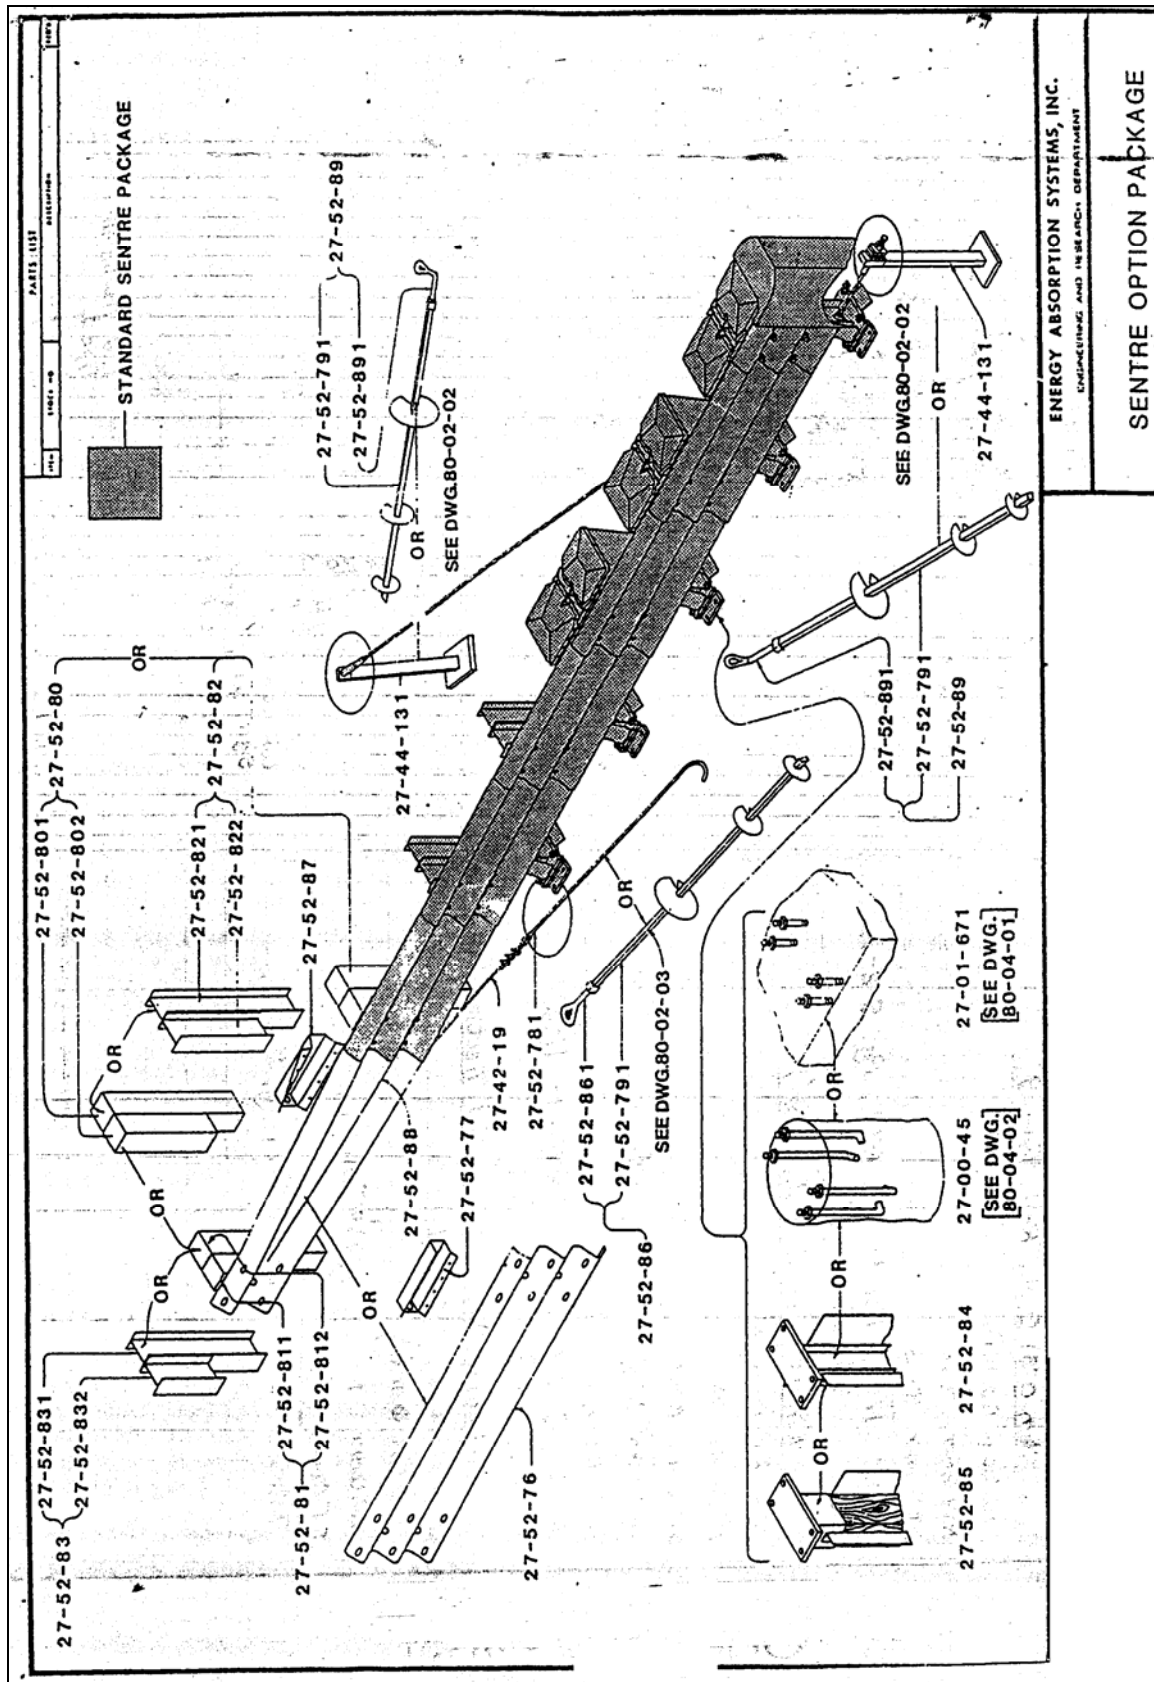 PARTS LIST
ITEM
STOCK NO
DESCRIPTION
STANDARD SENTRE PACKAGE
27-52-801
27-52-802
27-52-80
OR
27-52-821
27-52-822
27-52-82
27-52-87
OR
OR
OR
27-52-831
27-52-832
27-52-83
27-52-811
27-52-812
27-52-81
27-44-131
27-52-791
27-52-891
27-52-89
OR
SEE DWG.80-02-02
27-52-88
OR
27-52-77
27-52-76
27-42-19
27-52-781
OR
27-52-861
27-52-791
27-52-86
SEE DWG.80-02-03
SEE DWG.80-02-02
OR
27-44-131
27-52-891
27-52-791
27-52-89
OR
OR
OR
27-52-85
27-52-84
27-00-45
[SEE DWG.
80-04-02]
27-01-671
[SEE DWG.
80-04-01]
ENERGY ABSORPTION SYSTEMS, INC.
ENGINEERING AND RESEARCH DEPARTMENT
SENTRE OPTION PACKAGE